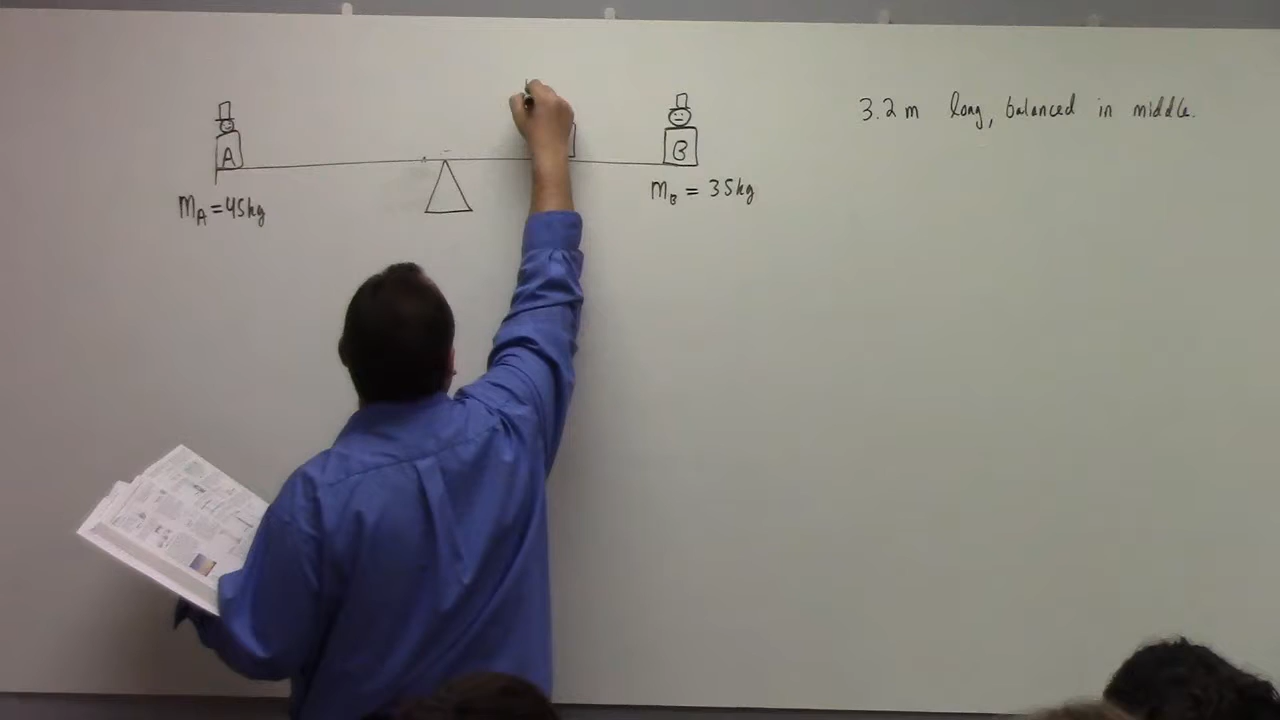 3.2 m long, balanced in middle.
A
B
m_A = 45kg
m_B = 35kg